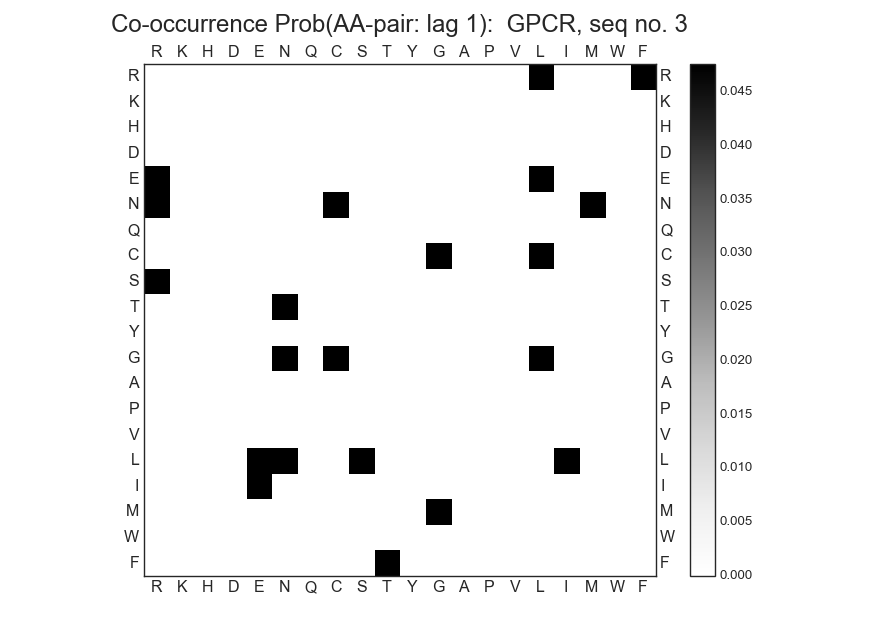 Co-occurrence Prob(AA-pair: lag 1):  GPCR, seq no. 3
R K H D E N Q C S T Y G A P V L I M W F
R R 0.045
K K
H H 0.040
D D
E E 0.035
N N
Q Q 0.030
C C
S S
T T 0.025
Y Y
G G 0.020
A A
P P 0.015
V V
L L 0.010
I I
M M 0.005
W W
F F 0.000
R K H D E N Q C S T Y G A P V L I M W F